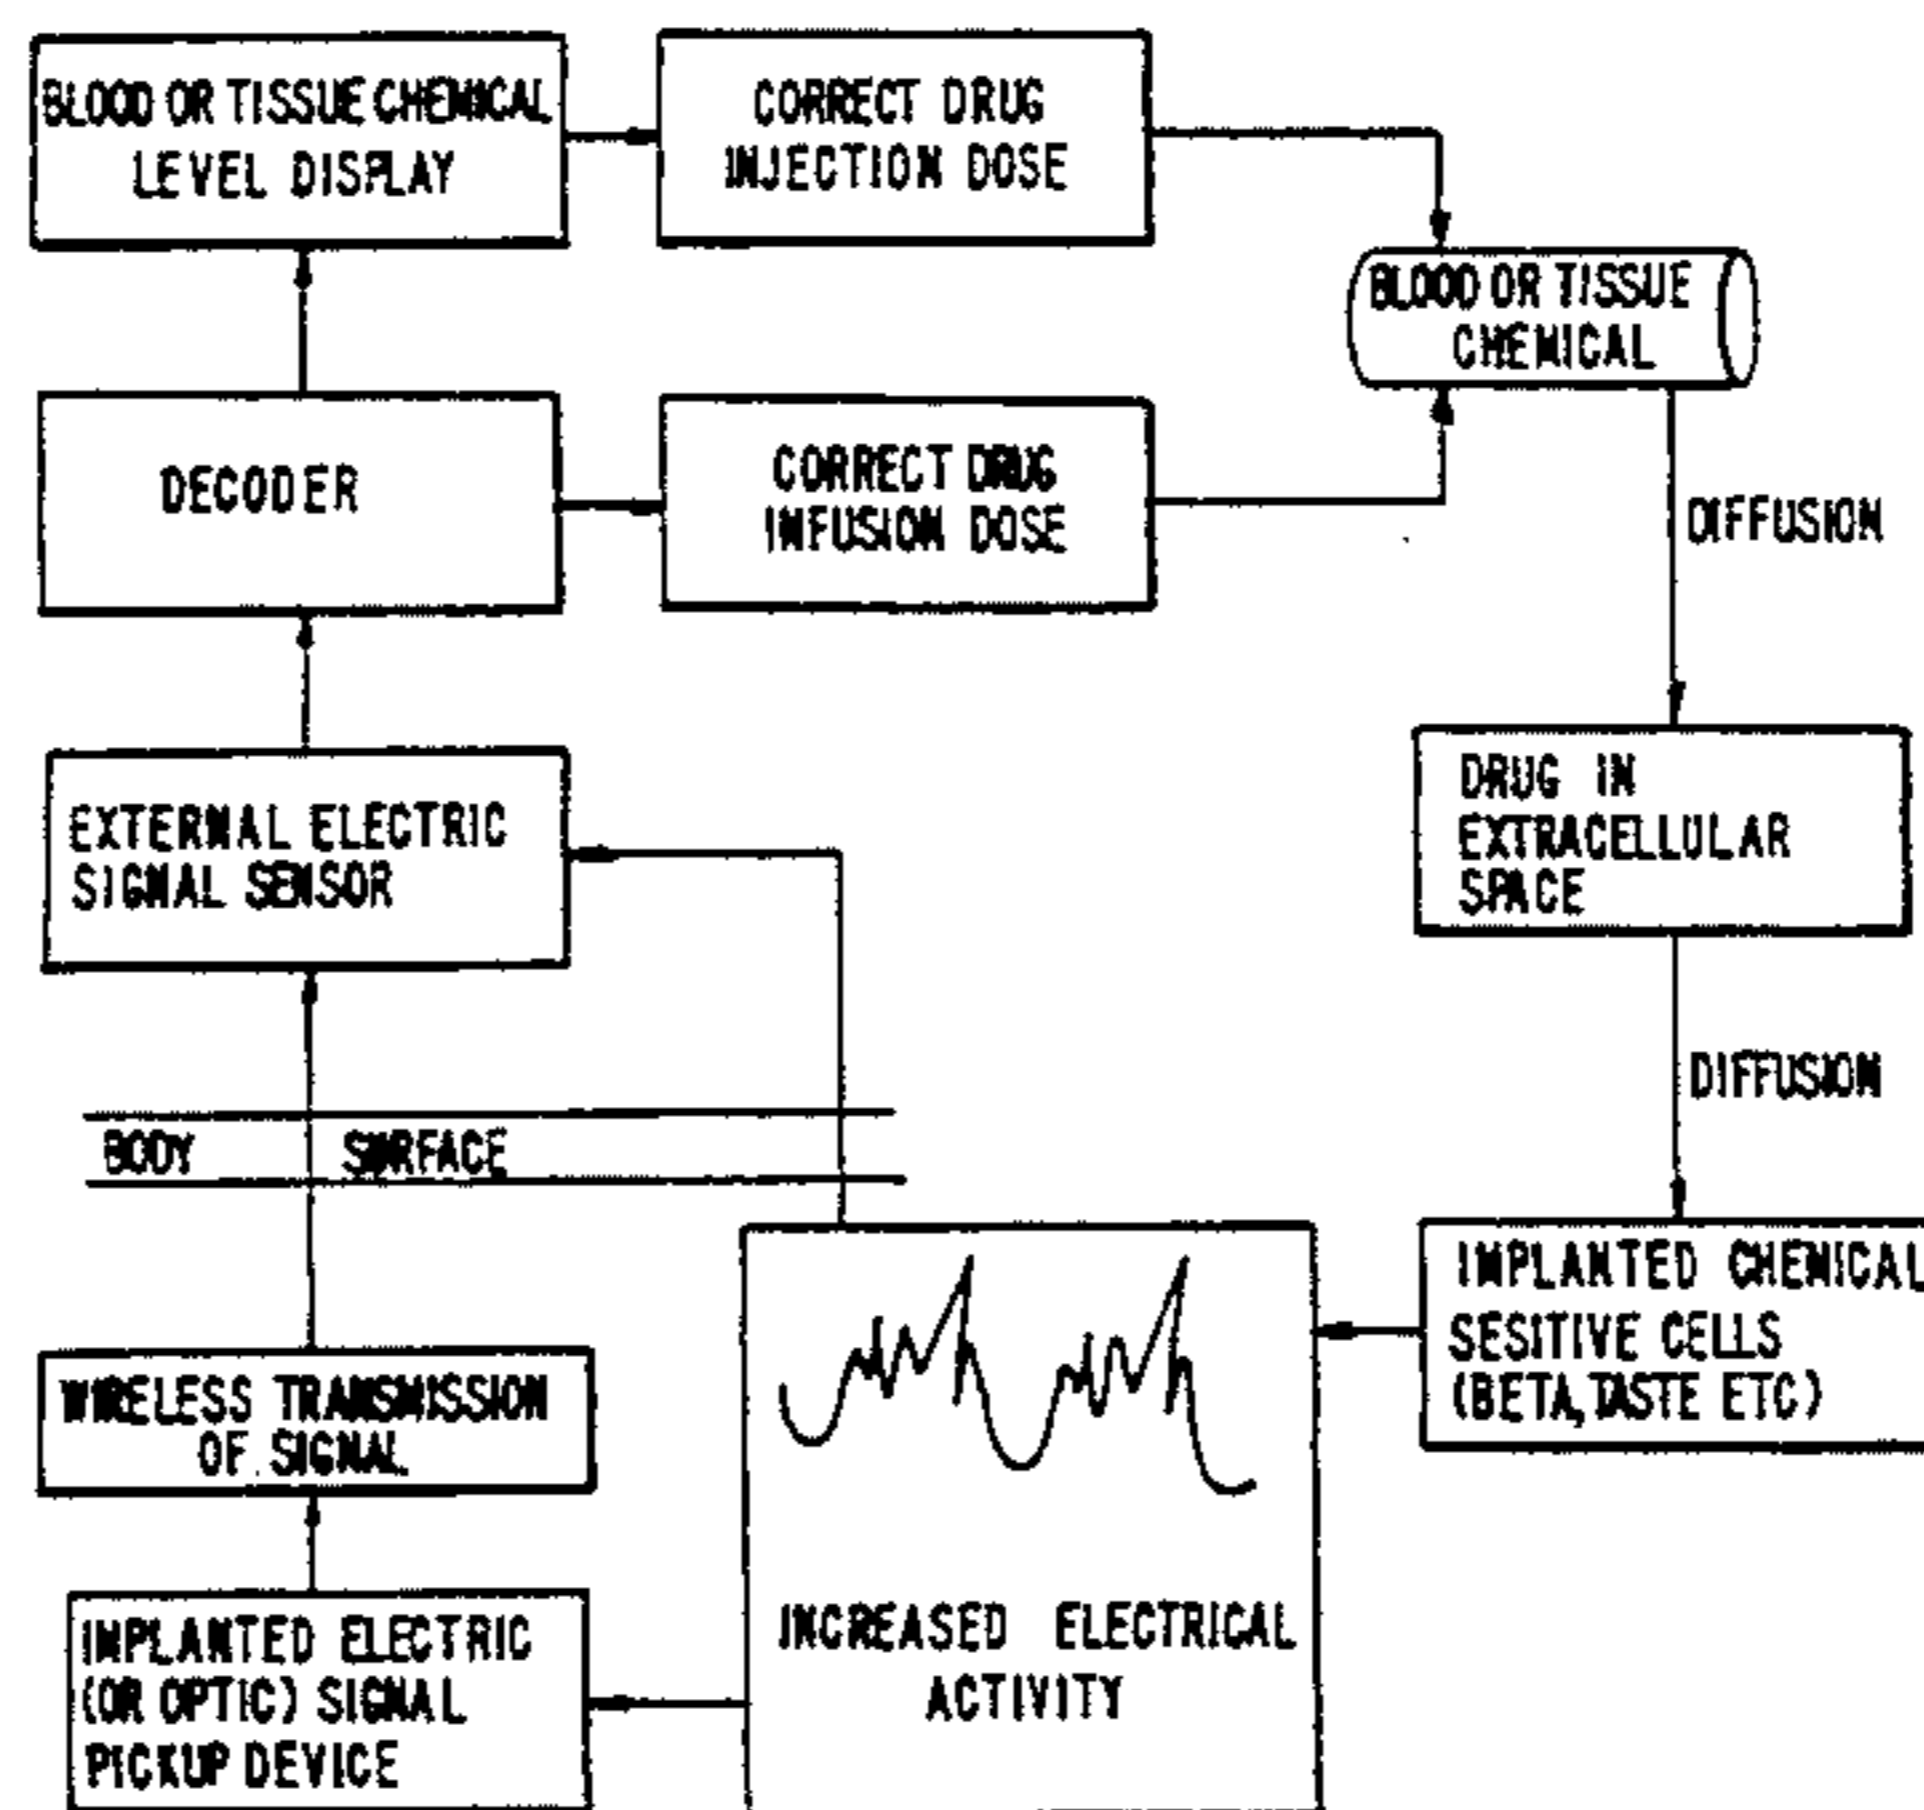 BLOOD OR TISSUE CHEMICAL
LEVEL DISPLAY
CORRECT DRUG
INJECTION DOSE
BLOOD OR TISSUE
CHEMICAL
DECODER
CORRECT DRUG
INFUSION DOSE
DIFFUSION
EXTERNAL ELECTRIC
SIGNAL SENSOR
DRUG IN
EXTRACELLULAR
SPACE
DIFFUSION
BODY SURFACE
IMPLANTED CHEMICAL
SESITIVE CELLS
(BETA, TASTE ETC)
WIRELESS TRANSMISSION
OF SIGNAL
INCREASED ELECTRICAL
ACTIVITY
IMPLANTED ELECTRIC
(OR OPTIC) SIGNAL
PICKUP DEVICE